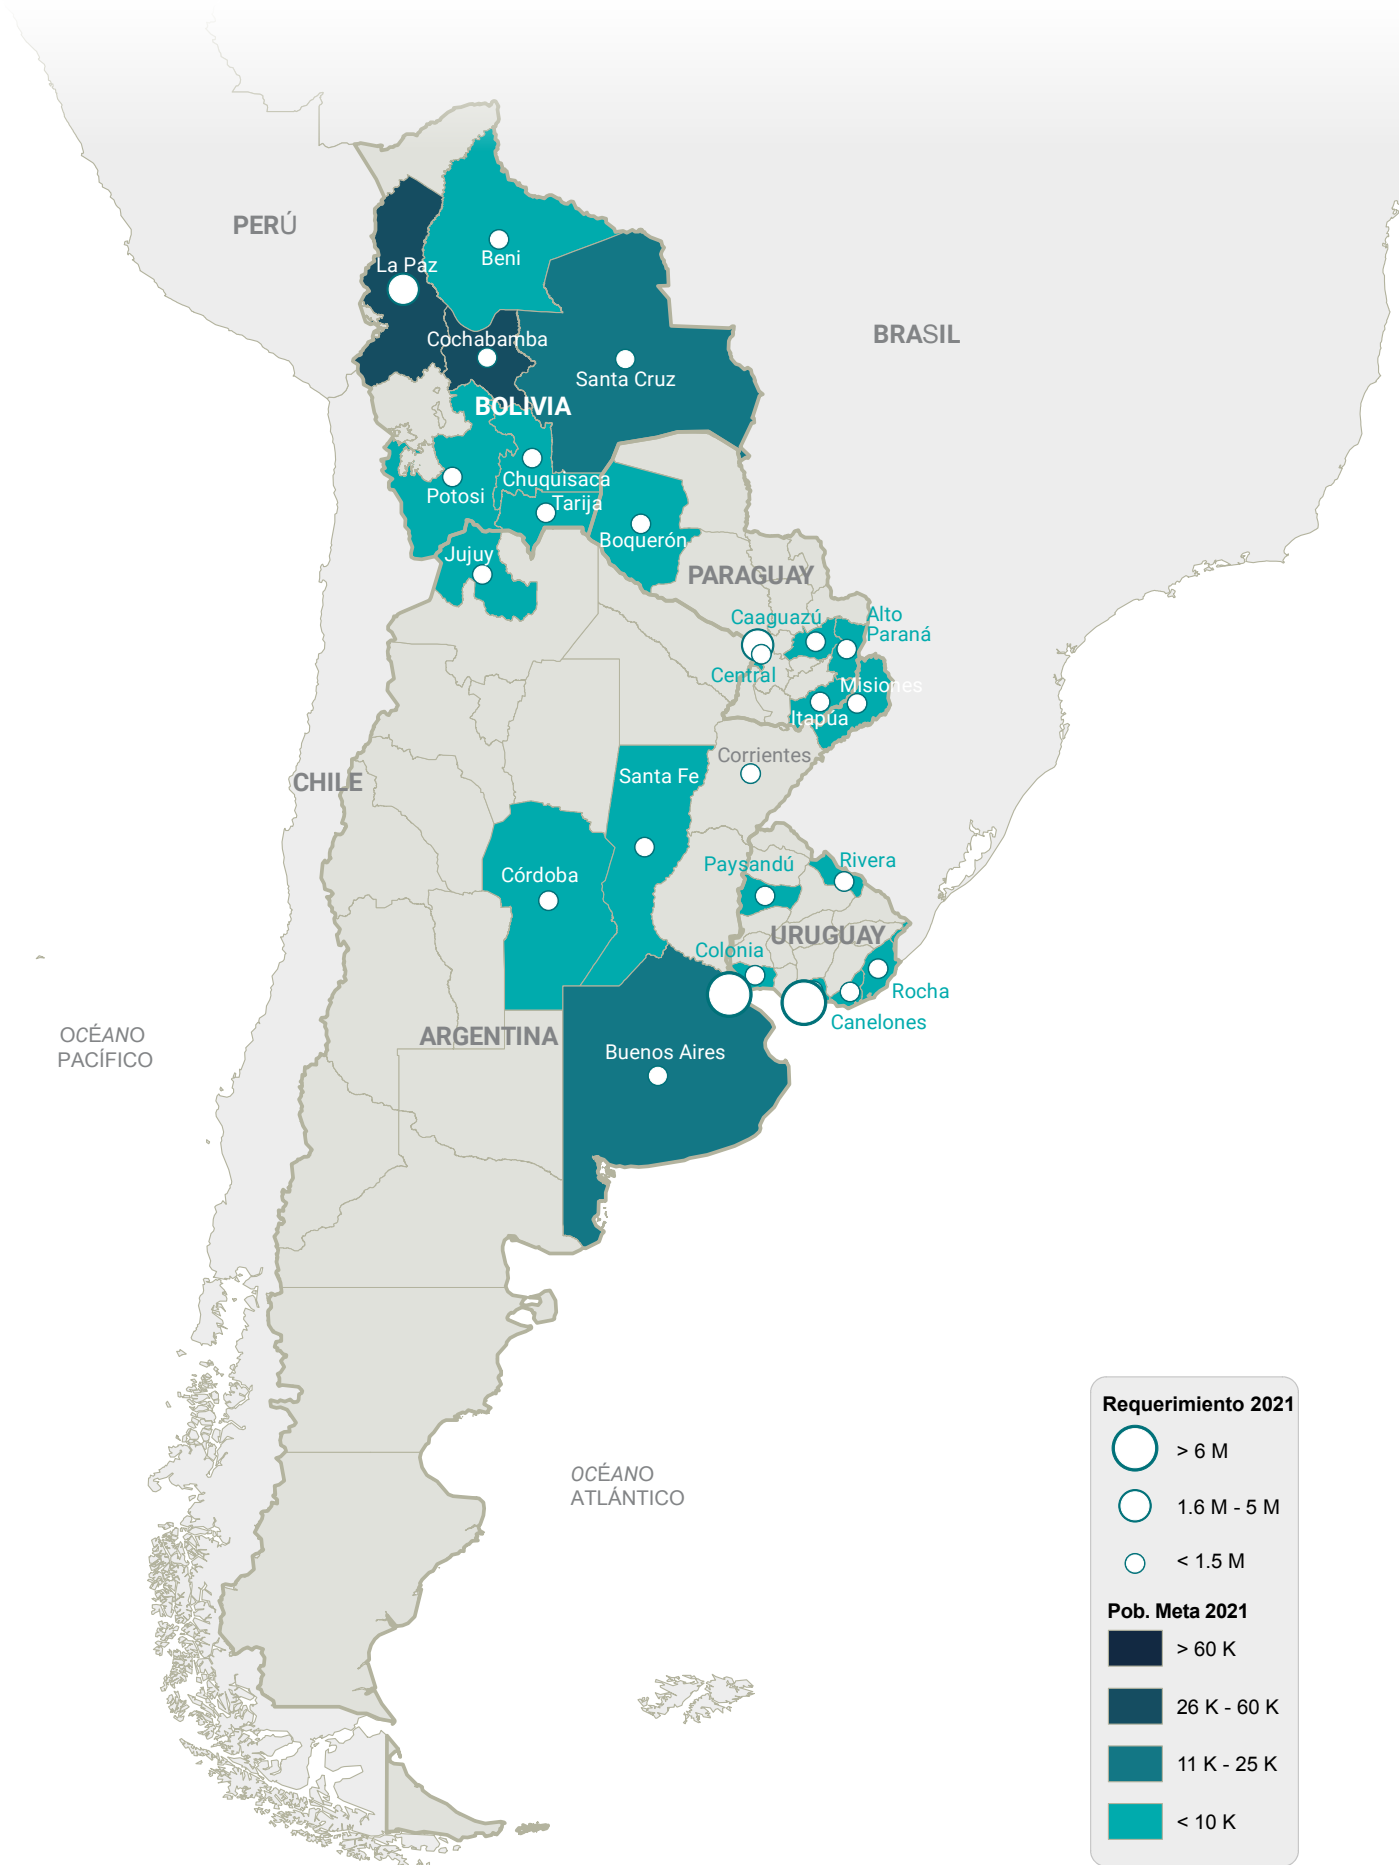 PERÚ
Beni
La Paz
BRASIL
Cochabamba
Santa Cruz
BOLIVIA
Chuquisaca
Potosi
Tarija
Boquerón
Jujuy
PARAGUAY
Caaguazú
Alto
Paraná
Central
Misiones
Itapúa
Corrientes
Santa Fe
CHILE
Paysandú
Rivera
Córdoba
URUGUAY
Colonia
Rocha
Canelones
OCÉANO
PACÍFICO
ARGENTINA
Buenos Aires
OCÉANO
ATLÁNTICO
Requerimiento 2021
> 6 M
1.6 M - 5 M
< 1.5 M
Pob. Meta 2021
> 60 K
26 K - 60 K
11 K - 25 K
< 10 K